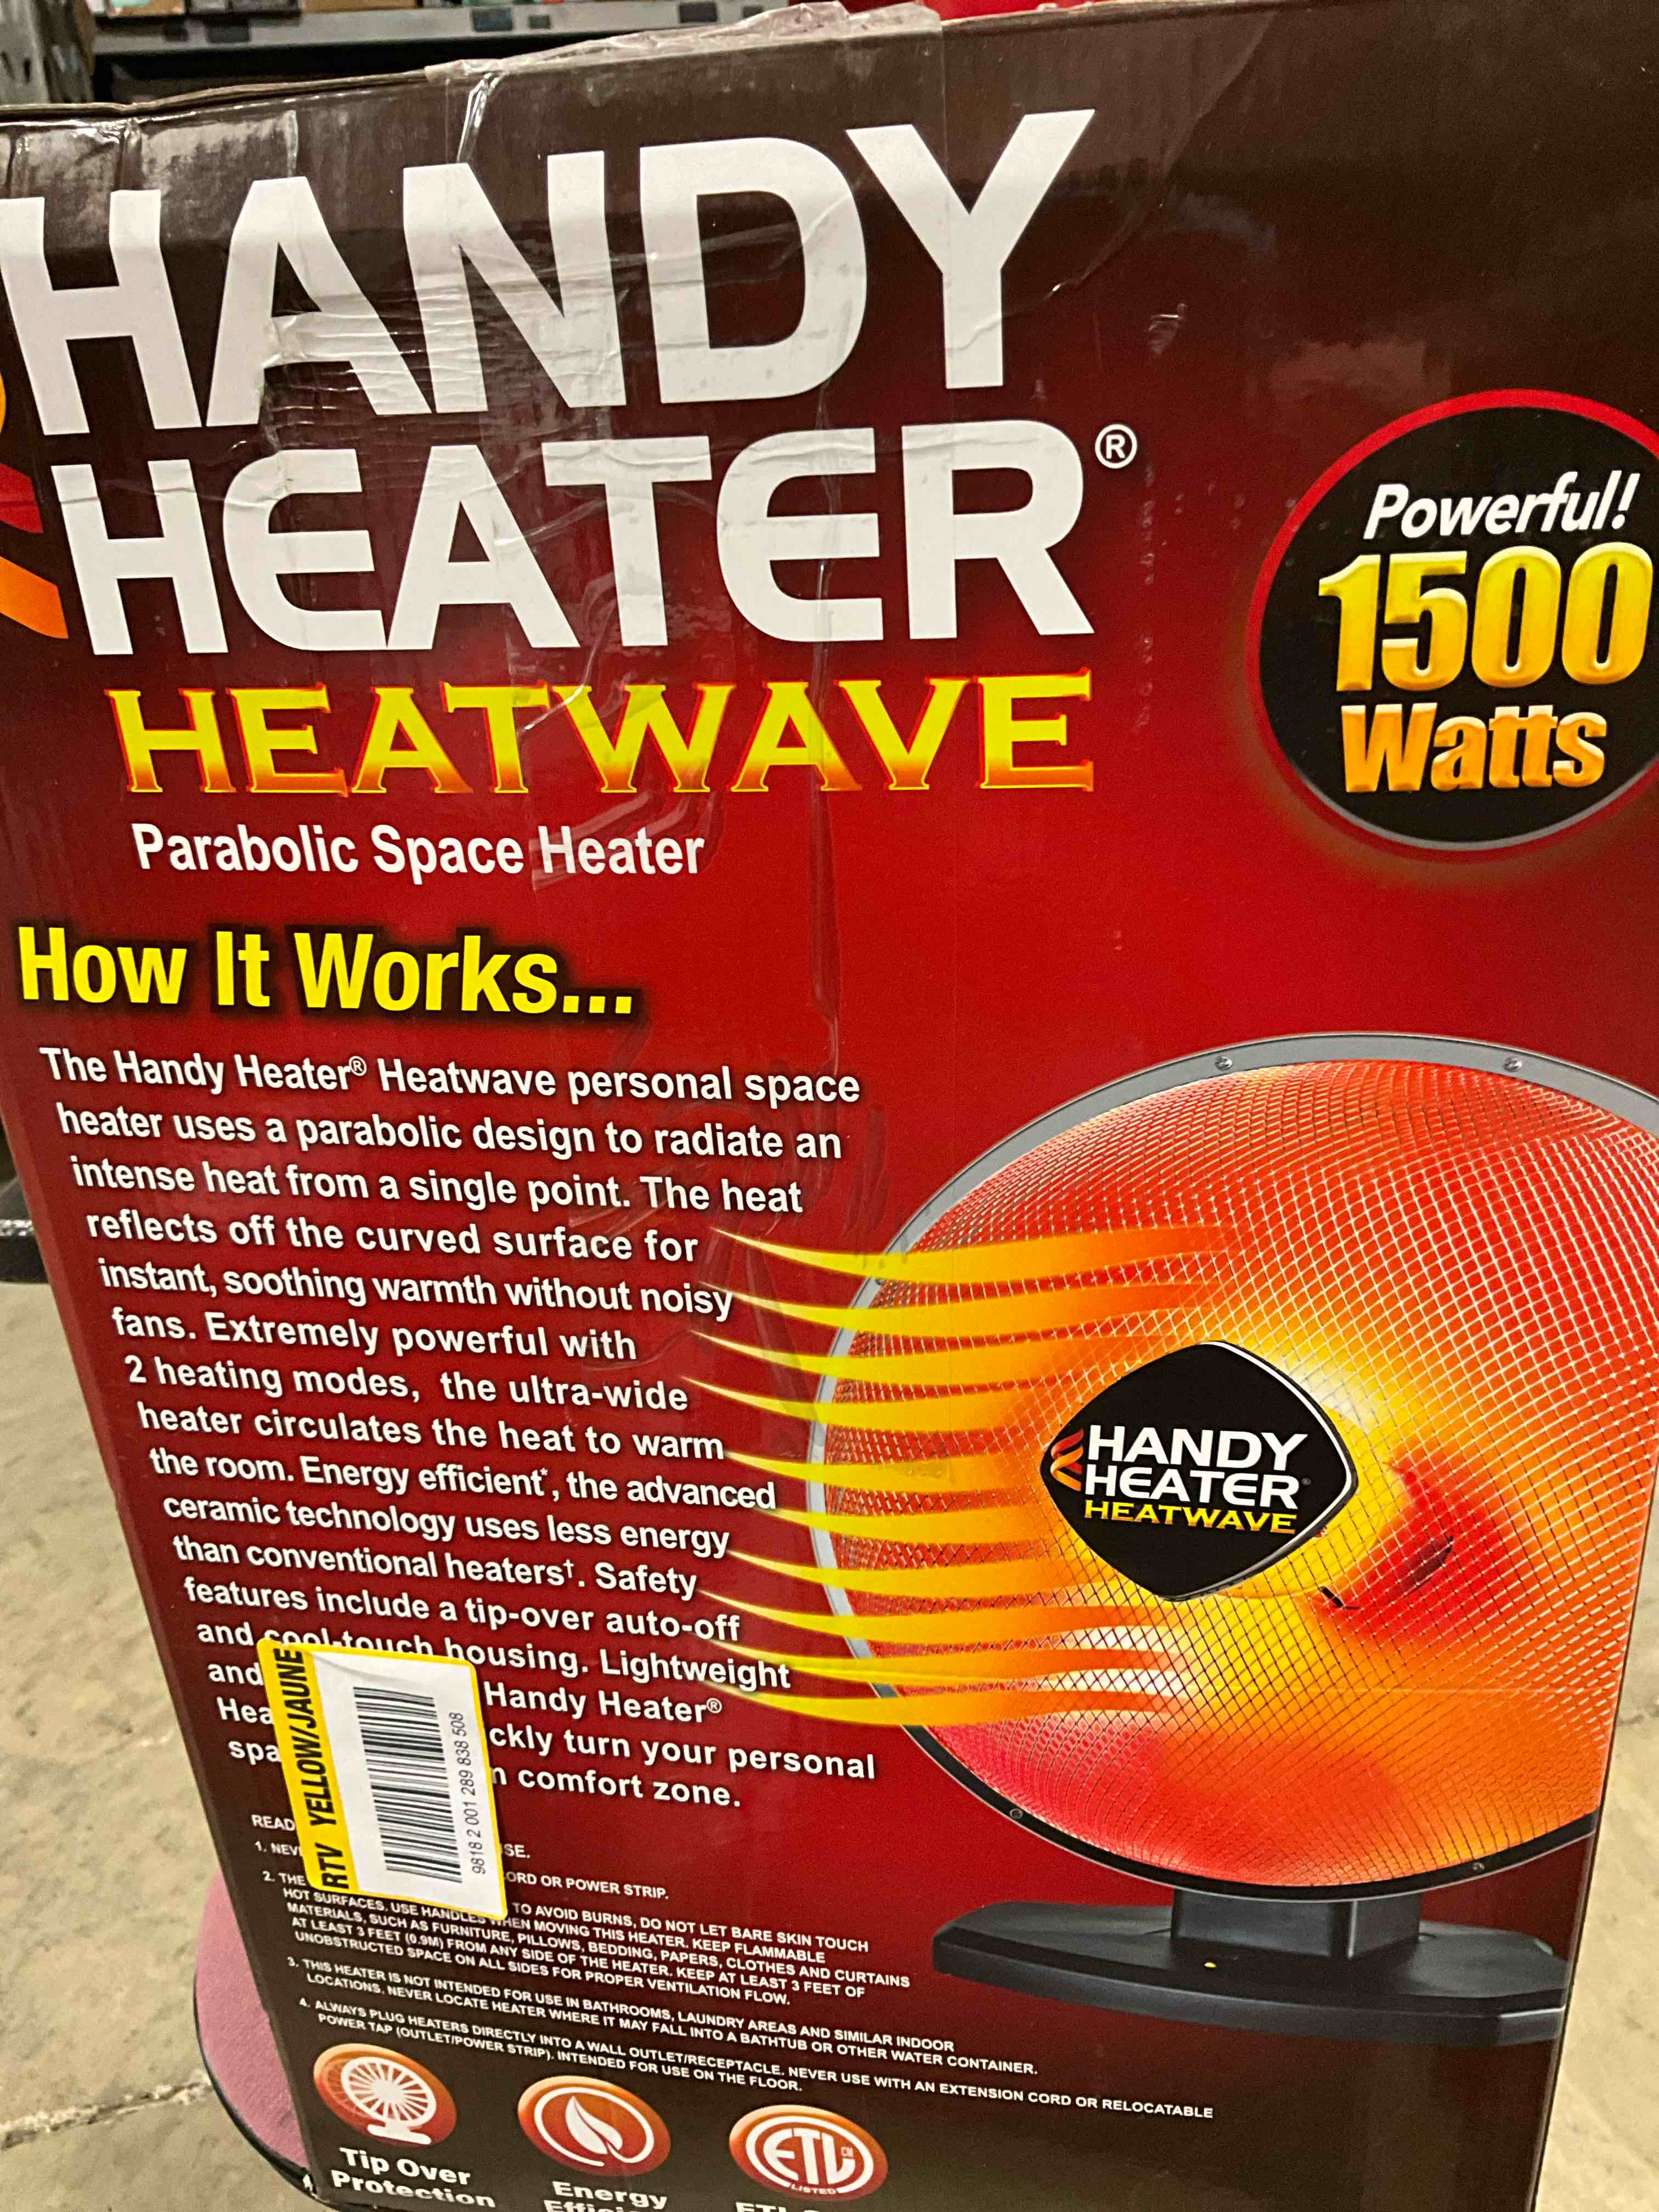 HANDY
HEATER®
HEATWAVE
Parabolic Space Heater
Powerful!
1500
Watts
How It Works...
The Handy Heater® Heatwave personal space
heater uses a parabolic design to radiate an
intense heat from a single point. The heat
reflects off the curved surface for
instant, soothing warmth without noisy
fans. Extremely powerful with
2 heating modes, the ultra-wide
heater circulates the heat to warm
the room. Energy efficient*, the advanced
ceramic technology uses less energy
than conventional heaters†. Safety
features include a tip-over auto-off
and cool-touch housing. Lightweight
and Handy Heater®
Hea ckly turn your personal
spa n comfort zone.
HANDY
HEATER®
HEATWAVE
RTV YELLOW/JAUNE
9818 2 001 289 838 508
READ
1. NEV SE.
2. THE ORD OR POWER STRIP.
TO AVOID BURNS, DO NOT LET BARE SKIN TOUCH
HOT SURFACES. USE HANDLES WHEN MOVING THIS HEATER. KEEP FLAMMABLE
MATERIALS, SUCH AS FURNITURE, PILLOWS, BEDDING, PAPERS, CLOTHES AND CURTAINS
AT LEAST 3 FEET (0.9M) FROM ANY SIDE OF THE HEATER. KEEP AT LEAST 3 FEET OF
UNOBSTRUCTED SPACE ON ALL SIDES FOR PROPER VENTILATION FLOW.
3. THIS HEATER IS NOT INTENDED FOR USE IN BATHROOMS, LAUNDRY AREAS AND SIMILAR INDOOR
LOCATIONS. NEVER LOCATE HEATER WHERE IT MAY FALL INTO A BATHTUB OR OTHER WATER CONTAINER.
4. ALWAYS PLUG HEATERS DIRECTLY INTO A WALL OUTLET/RECEPTACLE. NEVER USE WITH AN EXTENSION CORD OR RELOCATABLE
POWER TAP (OUTLET/POWER STRIP). INTENDED FOR USE ON THE FLOOR.
Tip Over
Protection
Energy
ETL CM
LISTED